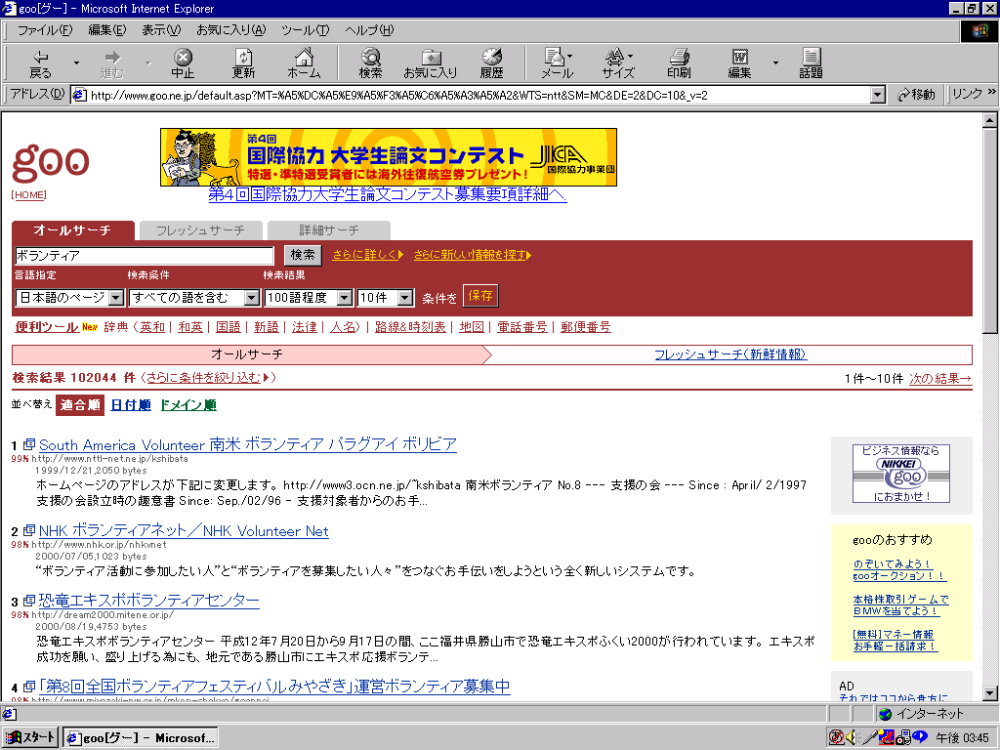 goo[グー] - Microsoft Internet Explorer
ファイル(F) 編集(E) 表示(V) お気に入り(A) ツール(T) ヘルプ(H)
戻る 進む 中止 更新 ホーム 検索 お気に入り 履歴 メール サイズ 印刷 編集 話題
アドレス(D) http://www.goo.ne.jp/default.asp?MT=%A5%DC%A5%E9%A5%F3%A5%C6%A5%A3%A5%A2&WTS=ntt&SM=MC&DE=2&DC=10&_v=2 移動 リンク »
goo
[HOME]
第4回
国際協力 大学生論文コンテスト
特選・準特選受賞者には海外往復航空券プレゼント!
JICA
国際協力事業団
第4回国際協力大学生論文コンテスト募集要項詳細へ
オールサーチ フレッシュサーチ 詳細サーチ
ボランティア 検索 さらに詳しく さらに新しい情報を探す
言語指定 検索条件 検索結果
日本語のページ すべての語を含む 100語程度 10件 条件を 保存
便利ツール New 辞典(英和| 和英| 国語| 新語| 法律| 人名)| 路線&時刻表| 地図| 電話番号| 郵便番号
オールサーチ フレッシュサーチ(新鮮情報)
検索結果 102044 件 (さらに条件を絞り込む) 1件~10件 次の結果→
並べ替え 適合順 日付順 ドメイン順
1 South America Volunteer 南米 ボランティア パラグアイ ボリビア
99% http://www.nttl-net.ne.jp/kshibata
1999/12/21,2050 bytes
ホームページのアドレスが下記に変更します。 http://www3.ocn.ne.jp/~kshibata 南米ボランティア No.8 --- 支援の会 --- Since : April/ 2/1997
支援の会設立時の趣意書 Since: Sep./02/96 - 支援対象者からのお手...
2 NHK ボランティアネット/NHK Volunteer Net
98% http://www.nhk.or.jp/nhkvnet
2000/07/05,1023 bytes
“ボランティア活動に参加したい人”と“ボランティアを募集したい人々”をつなぐお手伝いをしようという全く新しいシステムです。
3 恐竜エキスポボランティアセンター
98% http://dream2000.mitene.or.jp/
2000/08/19,4753 bytes
恐竜エキスポボランティアセンター 平成12年7月20日から9月17日の間、ここ福井県勝山市で恐竜エキスポふくい2000が行われています。 エキスポ
成功を願い、盛り上げる為にも、地元である勝山市にエキスポ応援ボランテ...
4 「第8回全国ボランティアフェスティバルみやざき」運営ボランティア募集中
ビジネス情報なら
NIKKEI
goo
におまかせ!
gooのおすすめ
のぞいてみよう!
gooオークション!!
本格株取引ゲームで
BMWを当てよう!
[無料]マネー情報
お手軽一括請求!
AD
それではココから貴方に
インターネット
スタート goo[グー] - Microsof... 午後 03:45